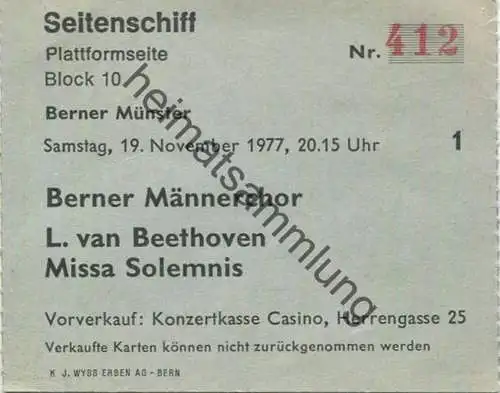 Seitenschiff
Plattformseite
Nr. 412
Block 10
Berner Münster
Samstag, 19. November 1977, 20.15 Uhr 1
Berner Männerchor
L. van Beethoven
Missa Solemnis
Vorverkauf: Konzertkasse Casino, Herrengasse 25
Verkaufte Karten können nicht zurückgenommen werden
K J. WYSS ERBEN AG - BERN
heimatsammlung